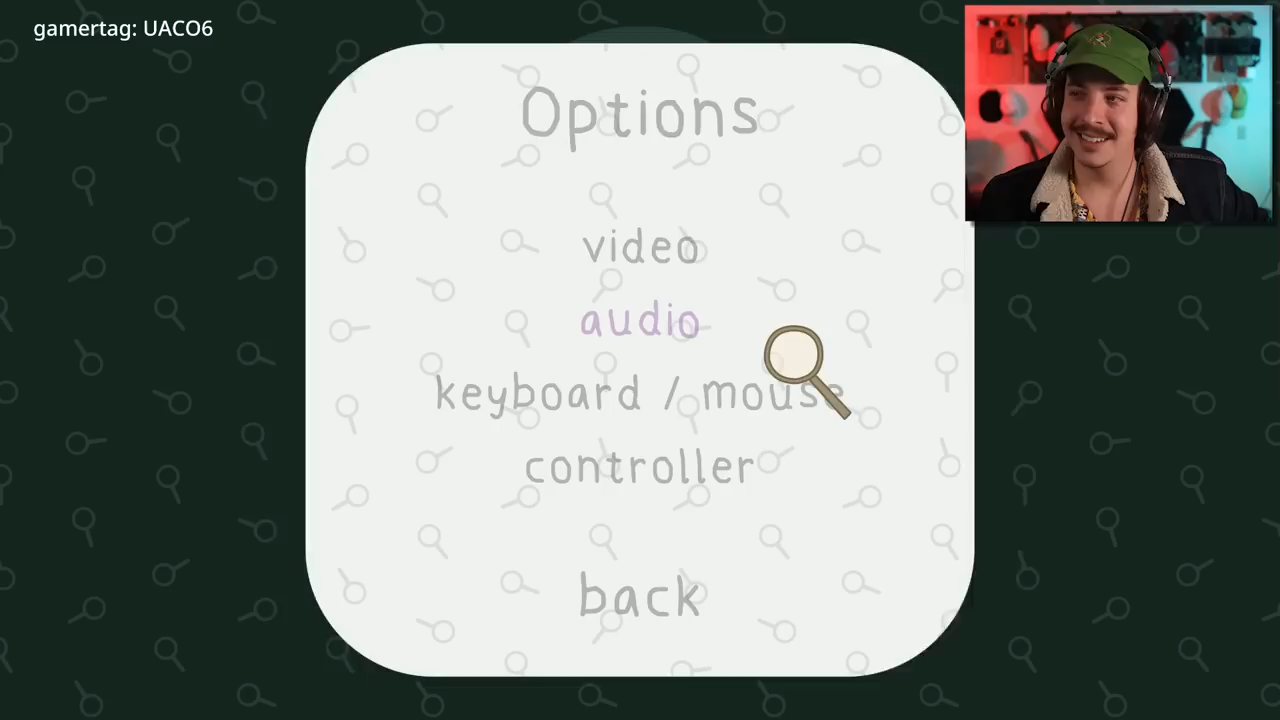 gamertag: UACO6
Options
video
audio
keyboard / mouse
controller
back